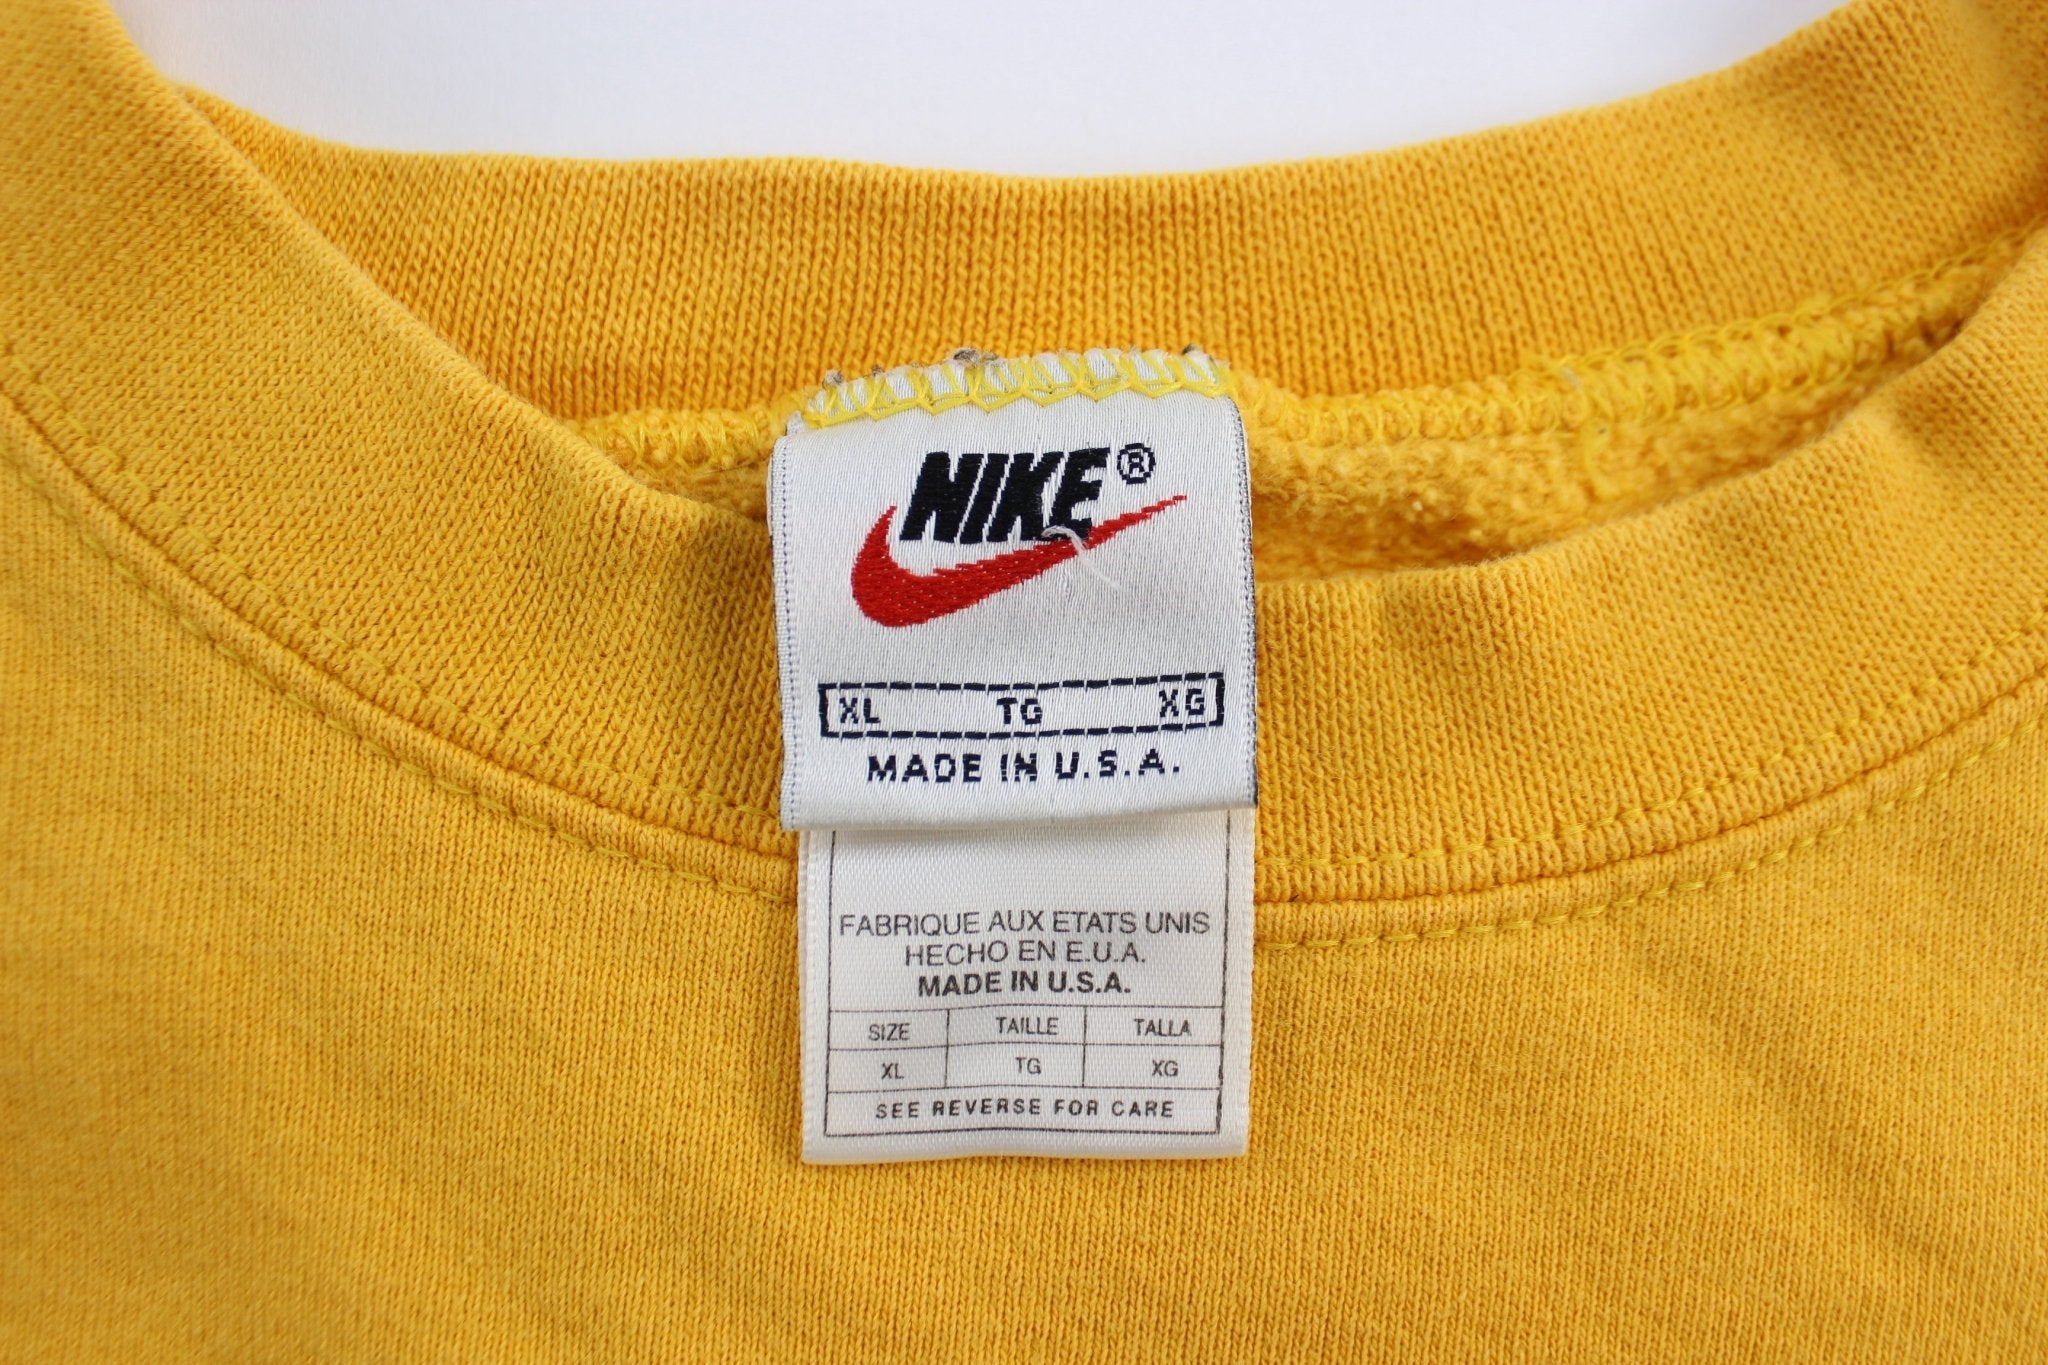 NIKE®
XL TG XG
MADE IN U.S.A.
FABRIQUE AUX ETATS UNIS
HECHO EN E.U.A.
MADE IN U.S.A.
SIZE TAILLE TALLA
XL TG XG
SEE REVERSE FOR CARE